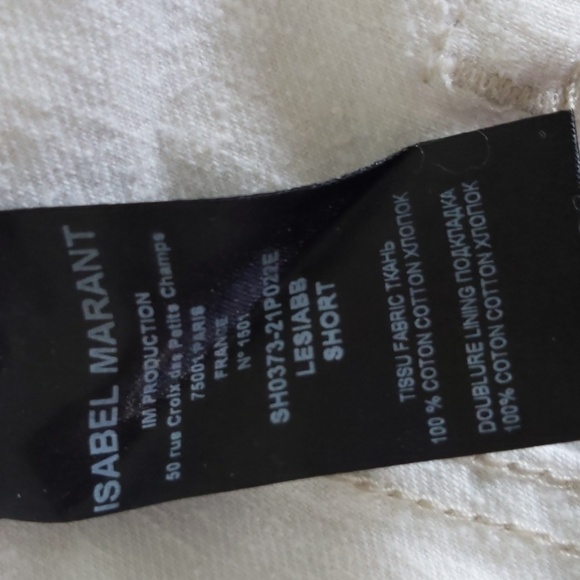 ISABEL MARANT
IM PRODUCTION
50 rue Croix des Petits Champs
75001 PARIS
FRANCE
N° 1501
SH0373-21P022E
LESIABB
SHORT
TISSU FABRIC ТКАНЬ
100 % COTON COTTON ХЛОПОК
DOUBLURE LINING ПОДКЛАДКА
100% COTON COTTON ХЛОПОК